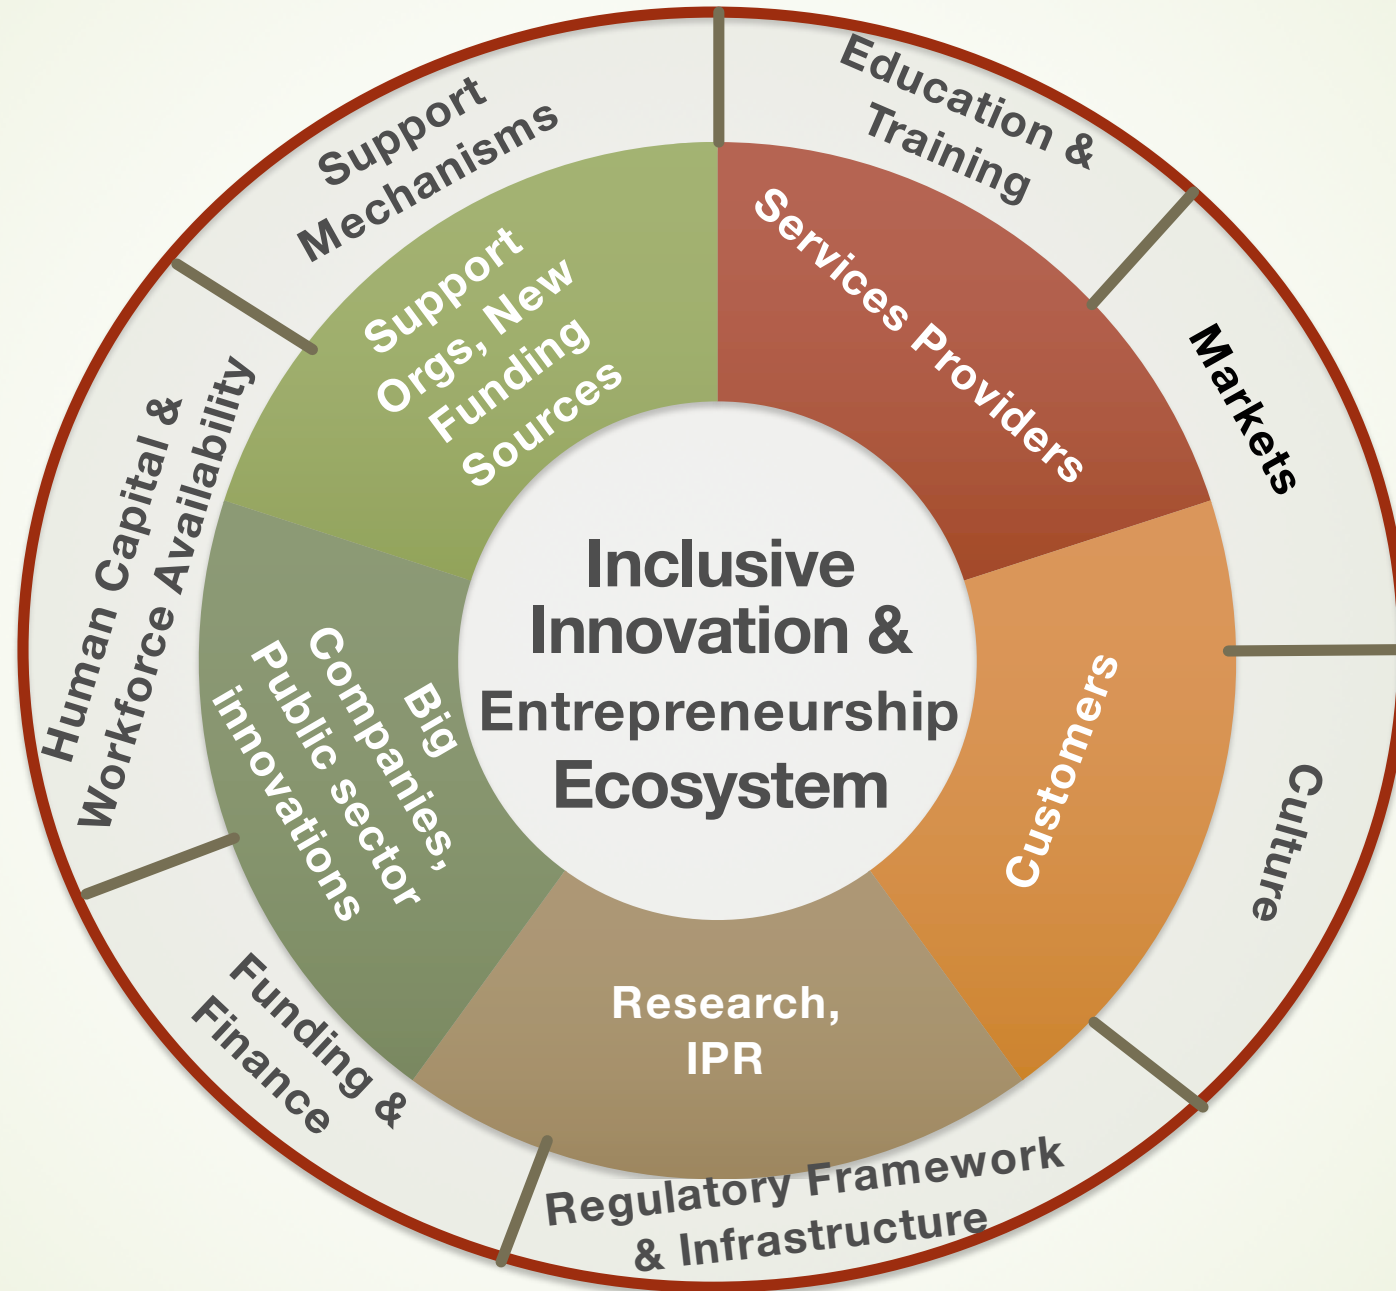 Support
Mechanisms
Education &
Training
Markets
Culture
Regulatory Framework
& Infrastructure
Funding &
Finance
Human Capital &
Workforce Availability
Support
Orgs, New
Funding
Sources
Services Providers
Customers
Research,
IPR
Big
Companies,
Public sector
innovations
Inclusive
Innovation &
Entrepreneurship
Ecosystem